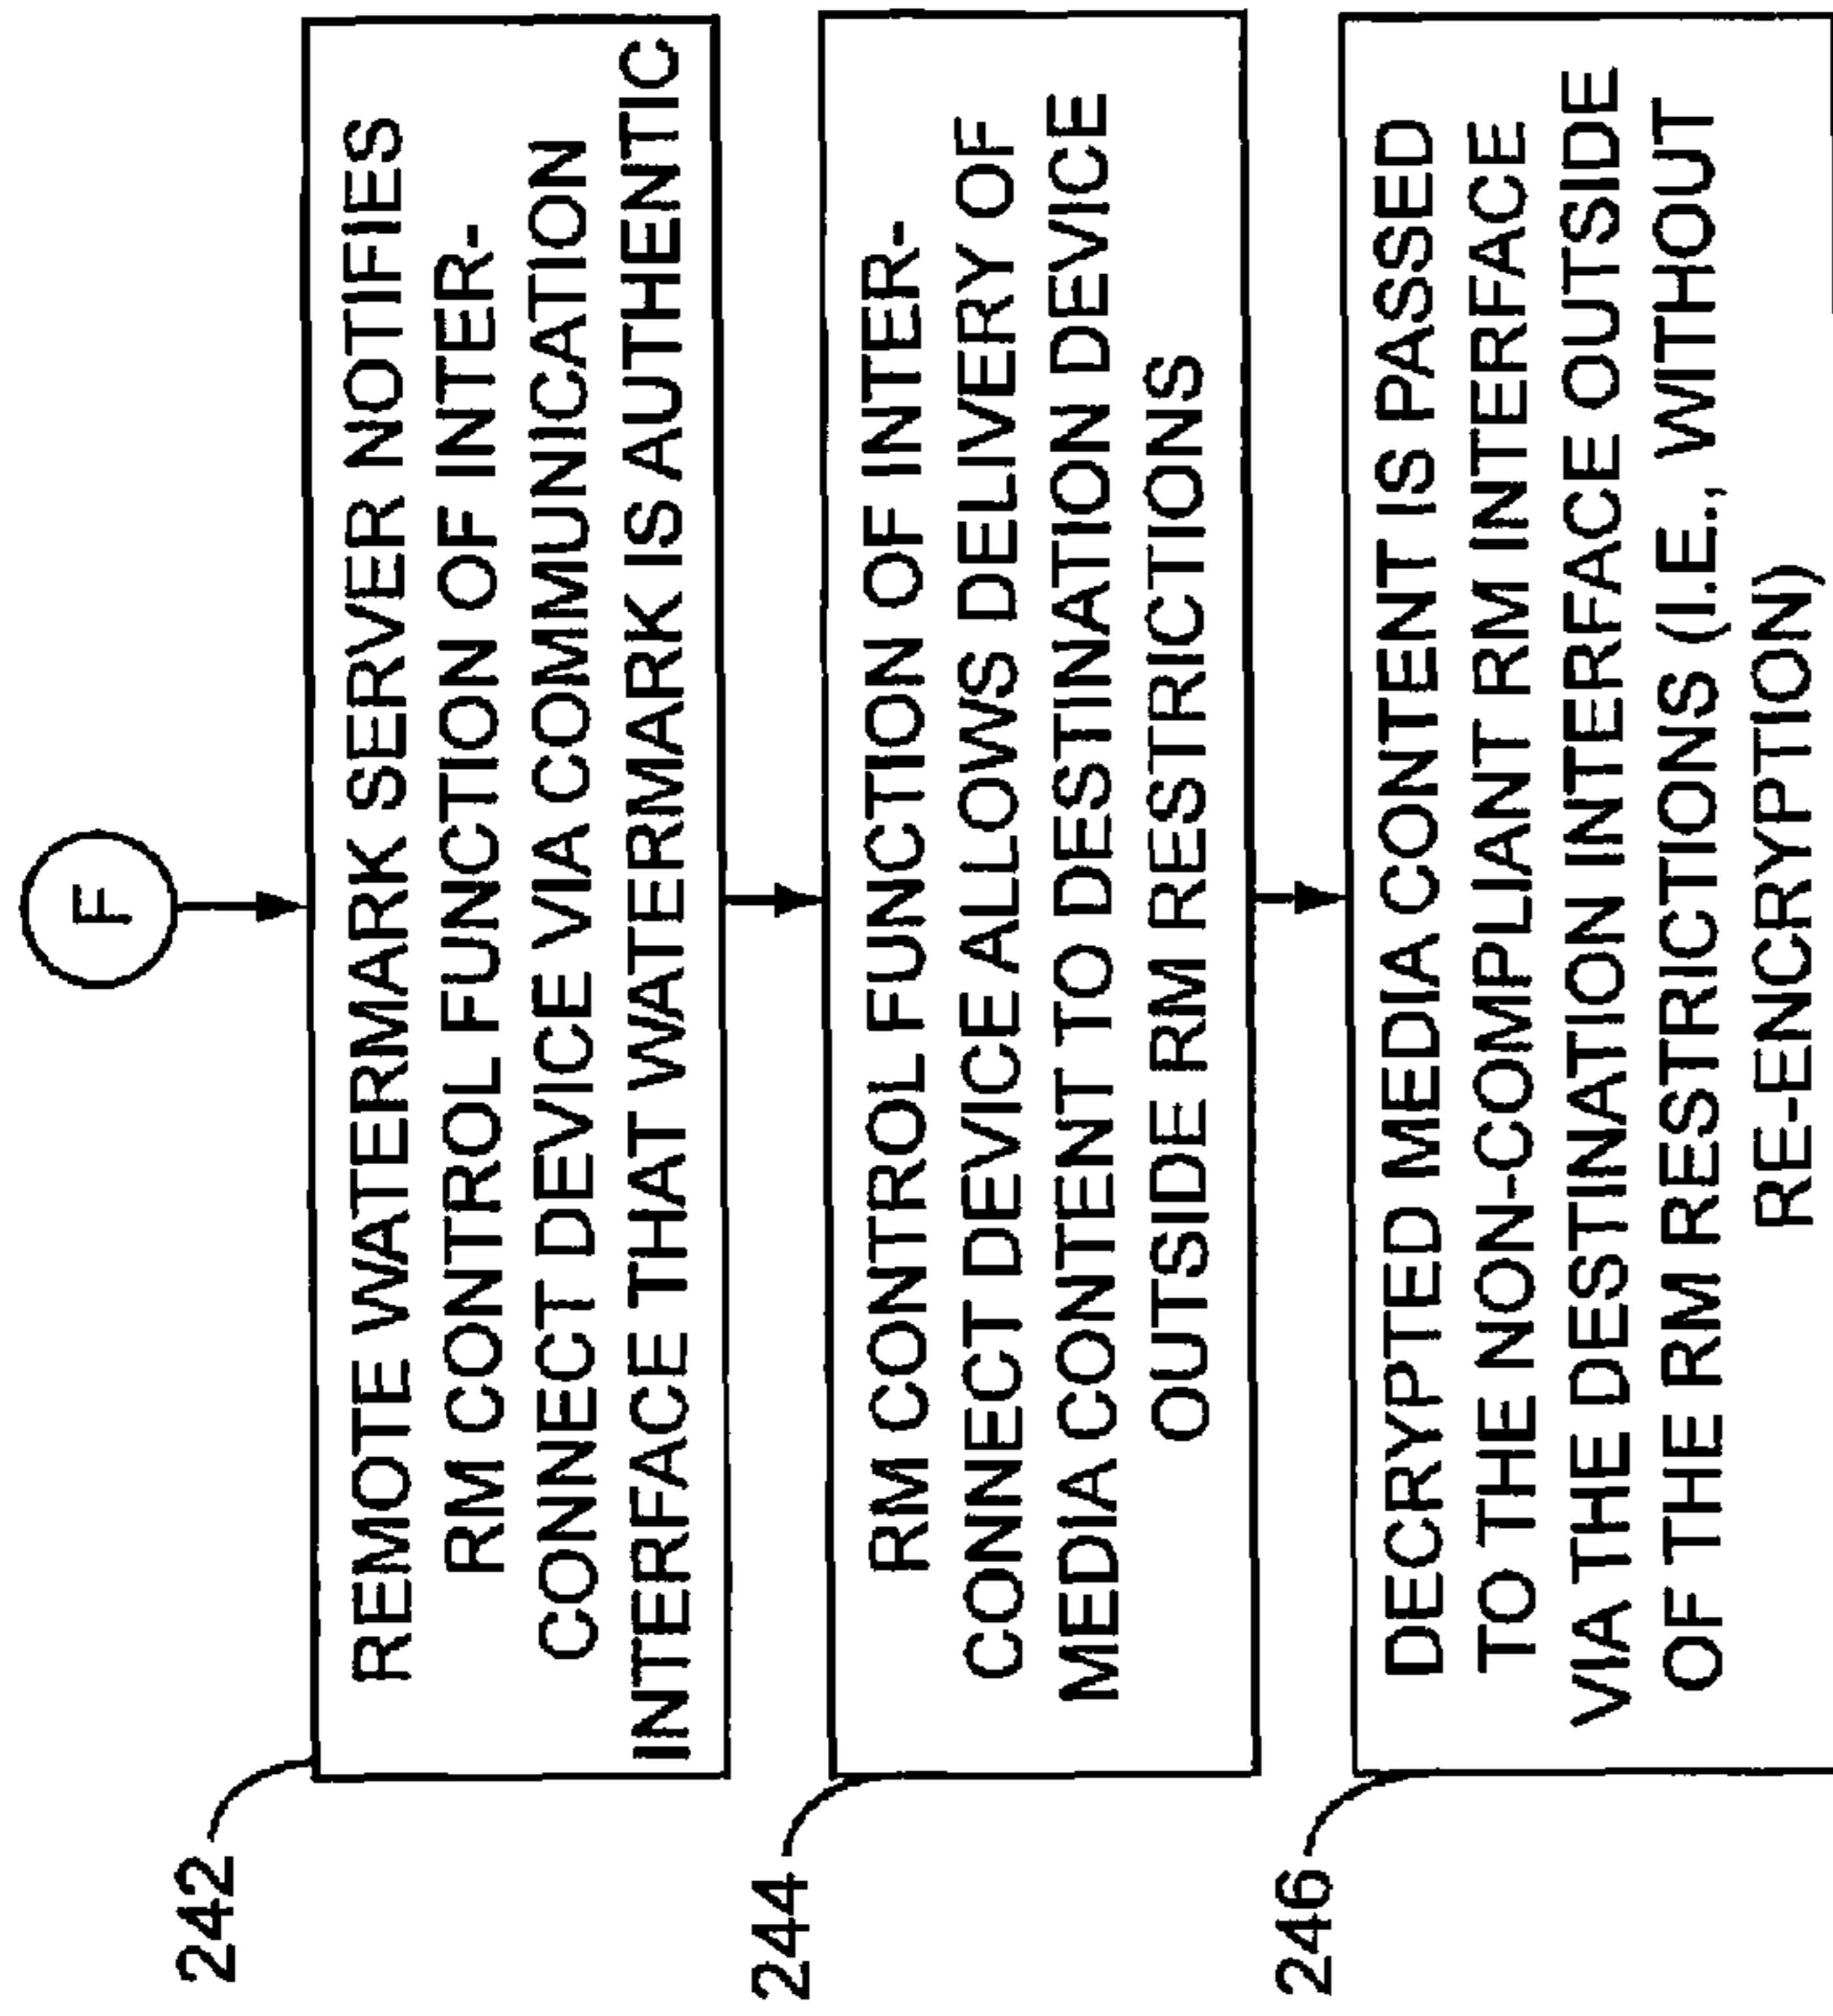 F
242
REMOTE WATERMARK SERVER NOTIFIES
RM CONTROL FUNCTION OF INTER-
CONNECT DEVICE VIA COMMUNICATION
INTERFACE THAT WATERMARK IS AUTHENTIC
244
RM CONTROL FUNCTION OF INTER-
CONNECT DEVICE ALLOWS DELIVERY OF
MEDIA CONTENT TO DESTINATION DEVICE
OUTSIDE RM RESTRICTIONS
246
DECRYPTED MEDIA CONTENT IS PASSED
TO THE NON-COMPLIANT RM INTERFACE
VIA THE DESTINATION INTERFACE OUTSIDE
OF THE RM RESTRICTIONS (I.E., WITHOUT
RE-ENCRYPTION)